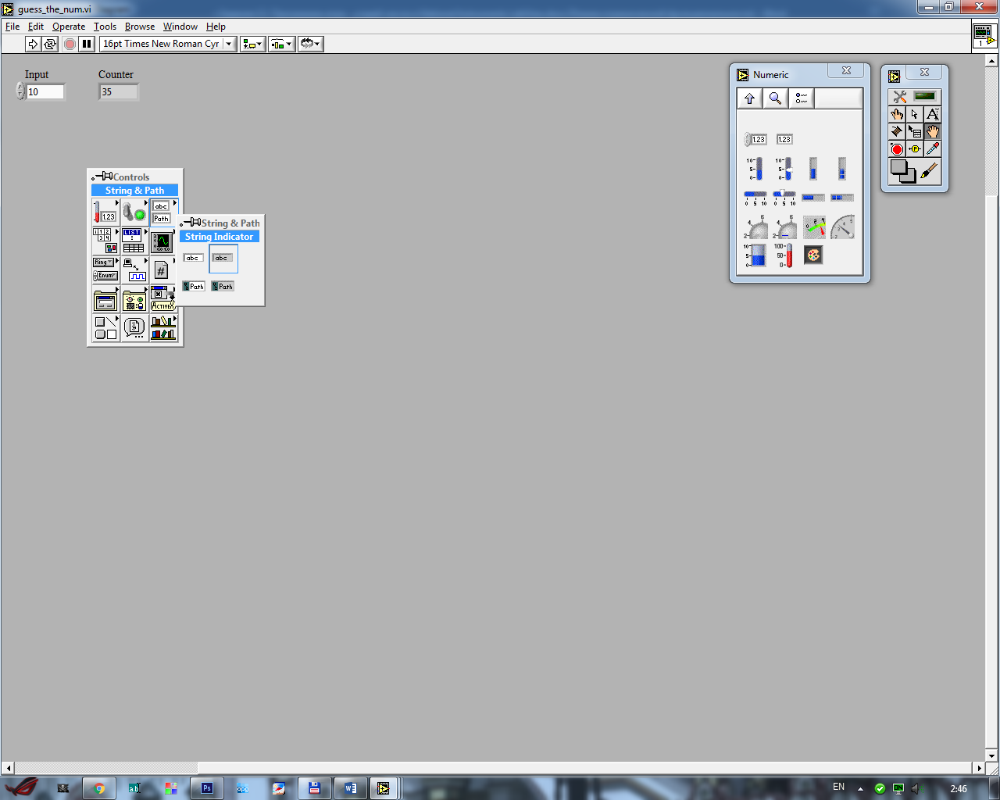 guess_the_num.vi
File Edit Operate Tools Browse Window Help
16pt Times New Roman Cyr
1
Input Counter
10 35
Numeric
1.23 1.23
Controls
String & Path
1.23 abc Path
String & Path
String Indicator
abc abc
Path Path
LIST
Ring
Enum
#
ActiveX
10 5 0 10 5 0
0 5 10 0 5 10
100 50 0
A
P
Ps
a.b
jpg
W
EN
2:46